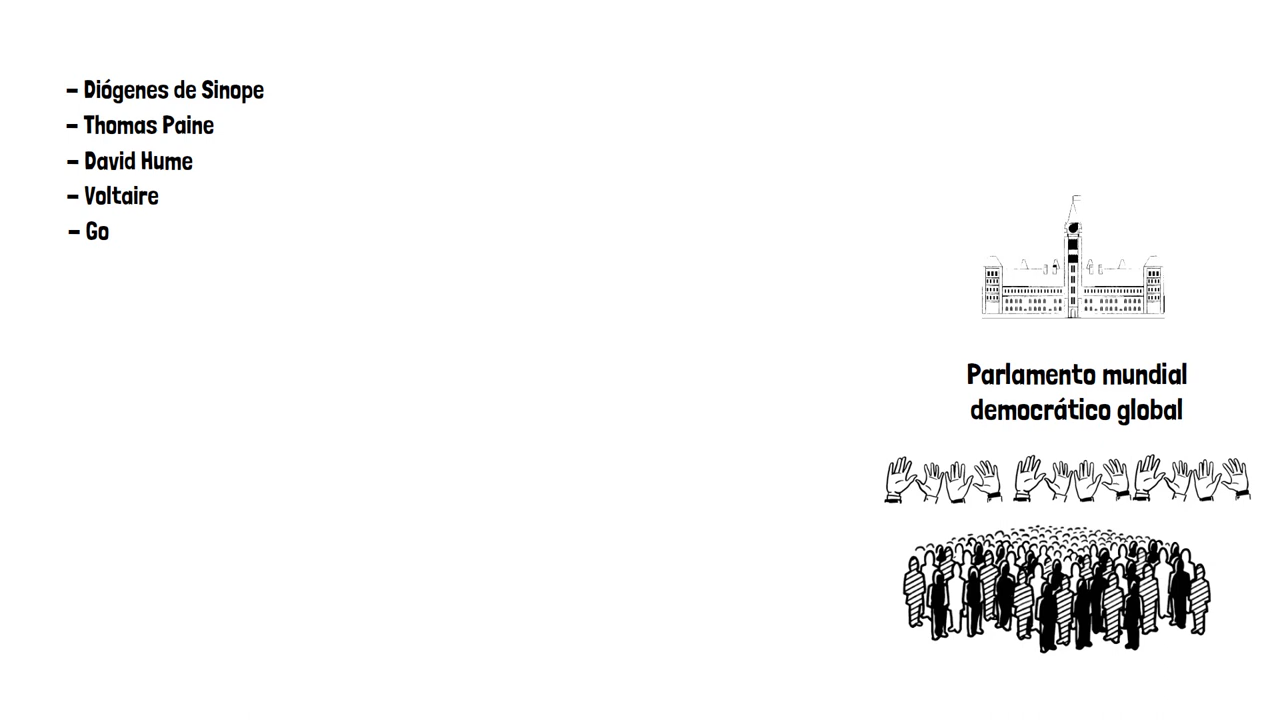 – Diógenes de Sinope
– Thomas Paine
– David Hume
– Voltaire
– Go
Parlamento mundial
democrático global